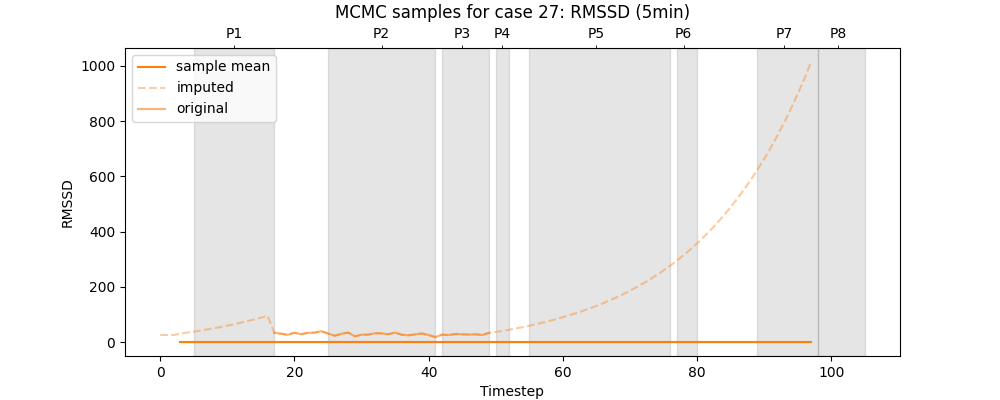 MCMC samples for case 27: RMSSD (5min)
P1 P2 P3 P4 P5 P6 P7 P8
sample mean
imputed
original
1000
800
600
400
200
0
RMSSD
0 20 40 60 80 100
Timestep